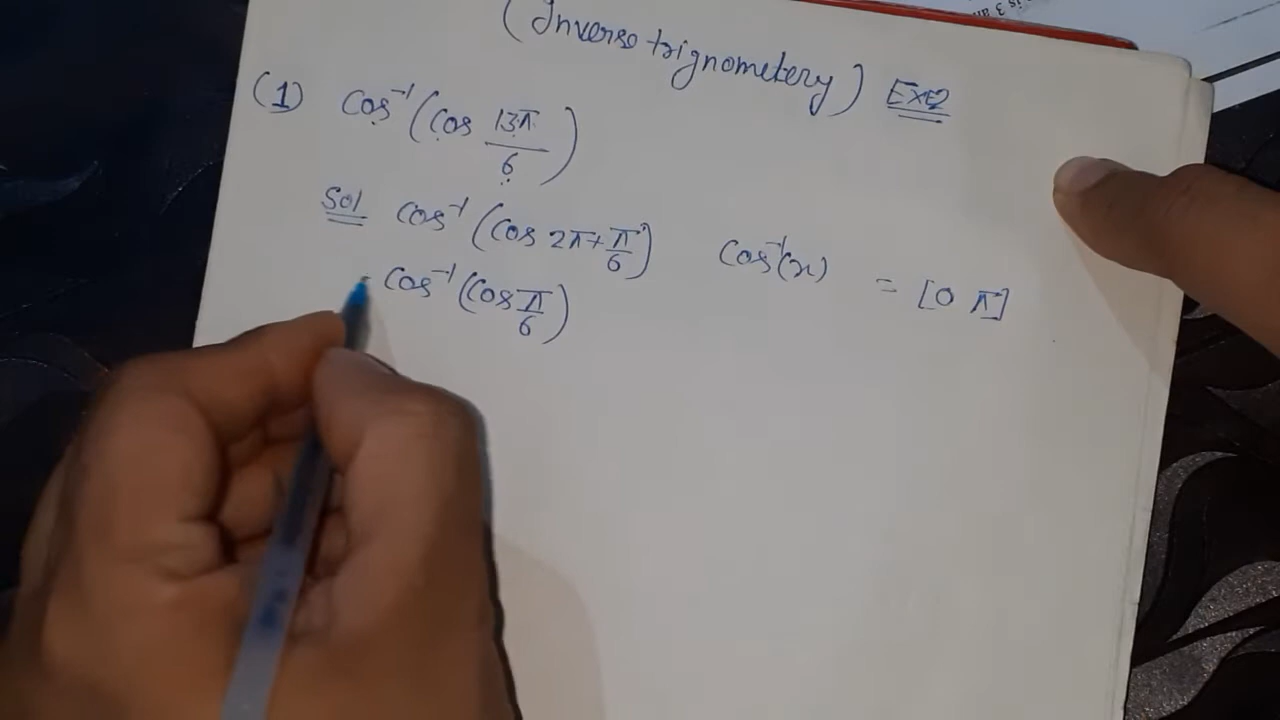 (Inverse trignometery) Ex2
(1) Cos⁻¹(Cos 13π/6)
Sol Cos⁻¹(Cos 2π+π/6) Cos⁻¹(x) = [0 π]
Cos⁻¹(Cos π/6)